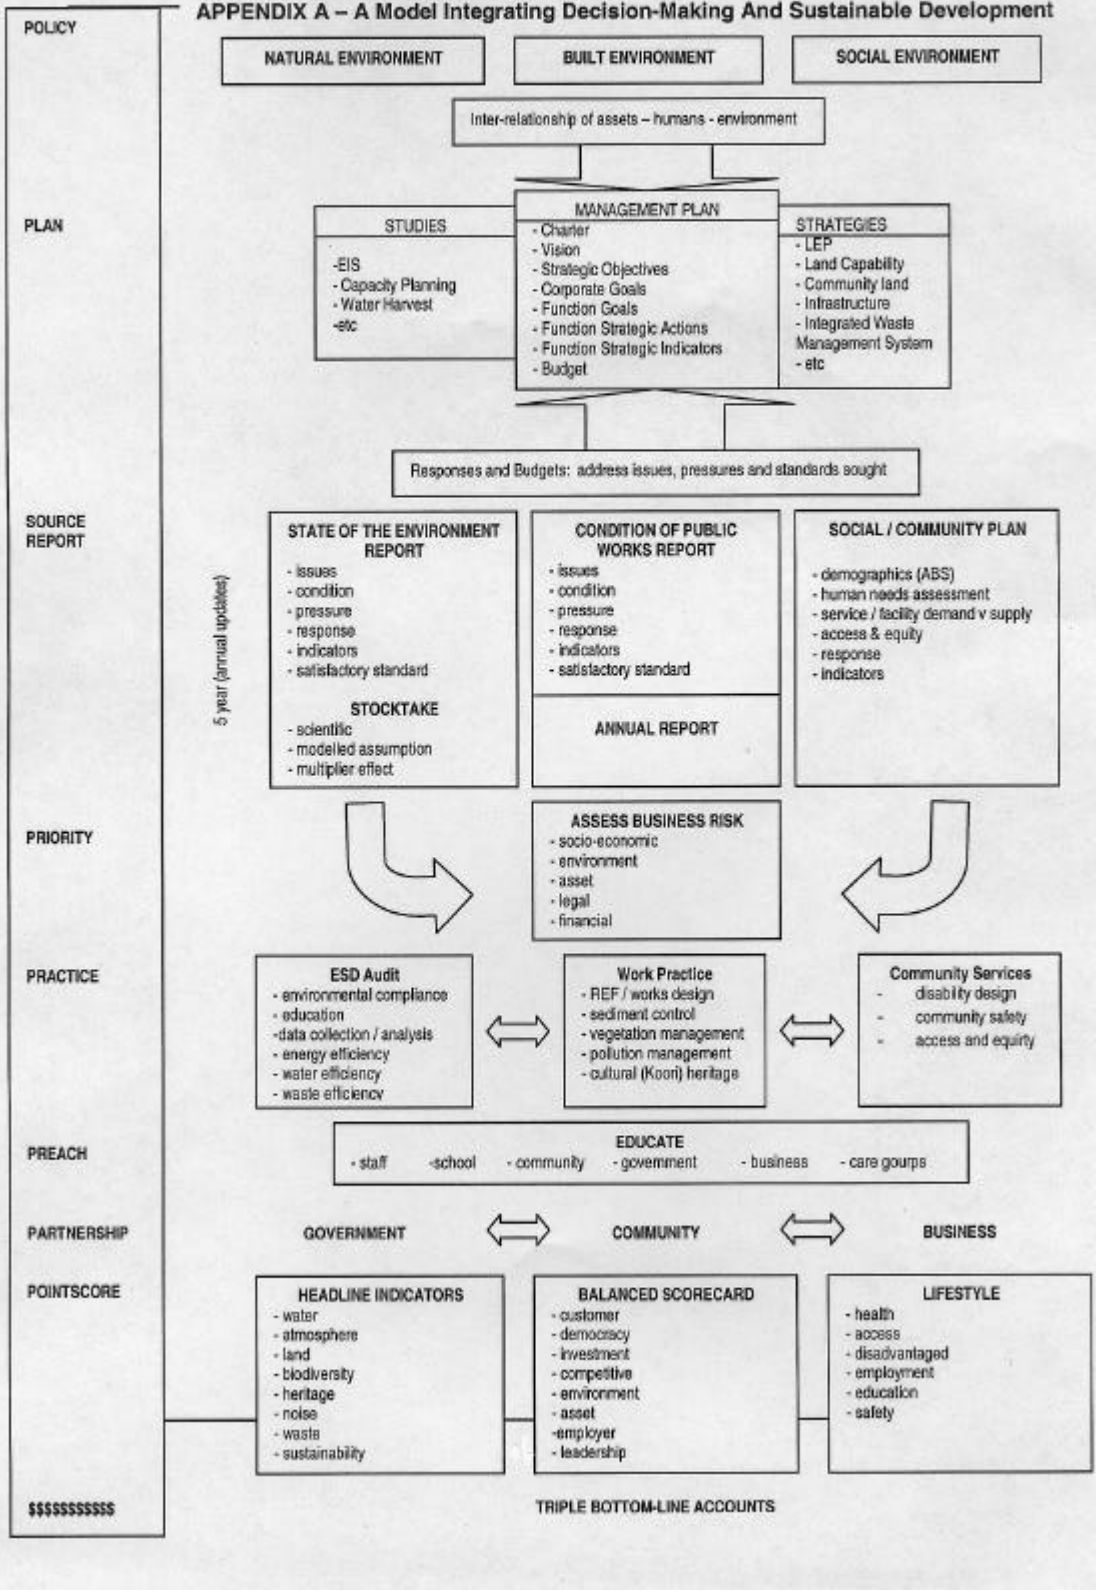 APPENDIX A – A Model Integrating Decision-Making And Sustainable Development
POLICY
NATURAL ENVIRONMENT
BUILT ENVIRONMENT
SOCIAL ENVIRONMENT
Inter-relationship of assets – humans - environment
PLAN
STUDIES
-EIS
- Capacity Planning
- Water Harvest
-etc
MANAGEMENT PLAN
- Charter
- Vision
- Strategic Objectives
- Corporate Goals
- Function Goals
- Function Strategic Actions
- Function Strategic Indicators
- Budget
STRATEGIES
- LEP
- Land Capability
- Community land
- Infrastructure
- Integrated Waste
Management System
- etc
Responses and Budgets: address issues, pressures and standards sought
SOURCE
REPORT
5 year (annual updates)
STATE OF THE ENVIRONMENT
REPORT
- issues
- condition
- pressure
- response
- indicators
- satisfactory standard
STOCKTAKE
- scientific
- modelled assumption
- multiplier effect
CONDITION OF PUBLIC
WORKS REPORT
- issues
- condition
- pressure
- response
- indicators
- satisfactory standard
ANNUAL REPORT
SOCIAL / COMMUNITY PLAN
- demographics (ABS)
- human needs assessment
- service / facility demand v supply
- access & equity
- response
- indicators
PRIORITY
ASSESS BUSINESS RISK
- socio-economic
- environment
- asset
- legal
- financial
PRACTICE
ESD Audit
- environmental compliance
- education
-data collection / analysis
- energy efficiency
- water efficiency
- waste efficiency
Work Practice
- REF / works design
- sediment control
- vegetation management
- pollution management
- cultural (Koori) heritage
Community Services
- disability design
- community safety
- access and equirty
PREACH
EDUCATE
- staff -school - community - government - business - care gourps
PARTNERSHIP
GOVERNMENT
COMMUNITY
BUSINESS
POINTSCORE
HEADLINE INDICATORS
- water
- atmosphere
- land
- biodiversity
- heritage
- noise
- waste
- sustainability
BALANCED SCORECARD
- customer
- democracy
- investment
- competitive
- environment
- asset
-employer
- leadership
LIFESTYLE
- health
- access
- disadvantaged
- employment
- education
- safety
$$$$$$$$$$$
TRIPLE BOTTOM-LINE ACCOUNTS